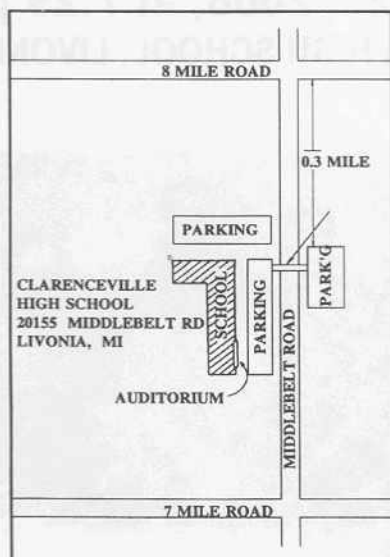 8 MILE ROAD
0.3 MILE
PARKING
PARK'G
CLARENCEVILLE
HIGH SCHOOL
20155 MIDDLEBELT RD
LIVONIA, MI
SCHOOL
PARKING
AUDITORIUM
MIDDLEBELT ROAD
7 MILE ROAD